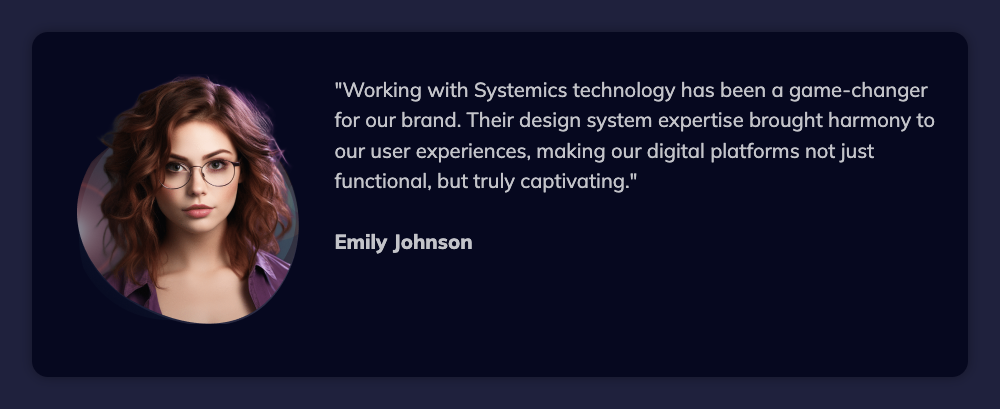 "Working with Systemics technology has been a game-changer
for our brand. Their design system expertise brought harmony to
our user experiences, making our digital platforms not just
functional, but truly captivating."
Emily Johnson